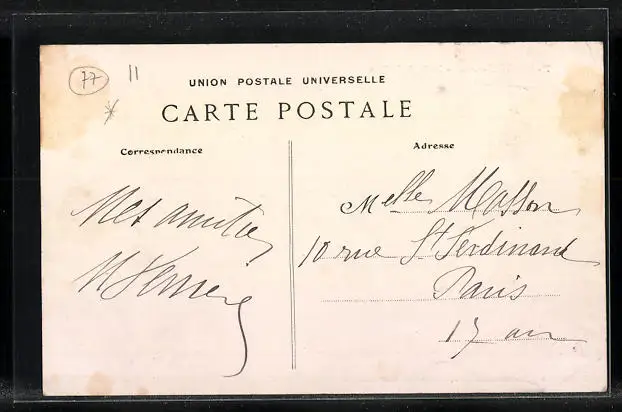 77 11
UNION POSTALE UNIVERSELLE
CARTE POSTALE
Correspondance
Adresse
Mes amitiés
Melle Masson
10 rue St Ferdinand
Paris
17 arr